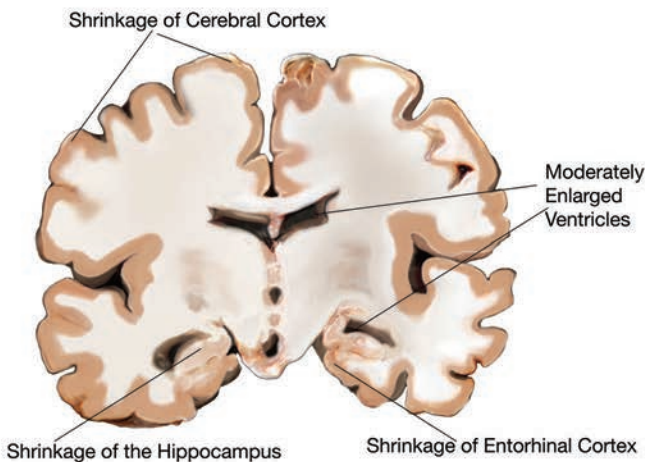 Shrinkage of Cerebral Cortex
Moderately
Enlarged
Ventricles
Shrinkage of the Hippocampus
Shrinkage of Entorhinal Cortex